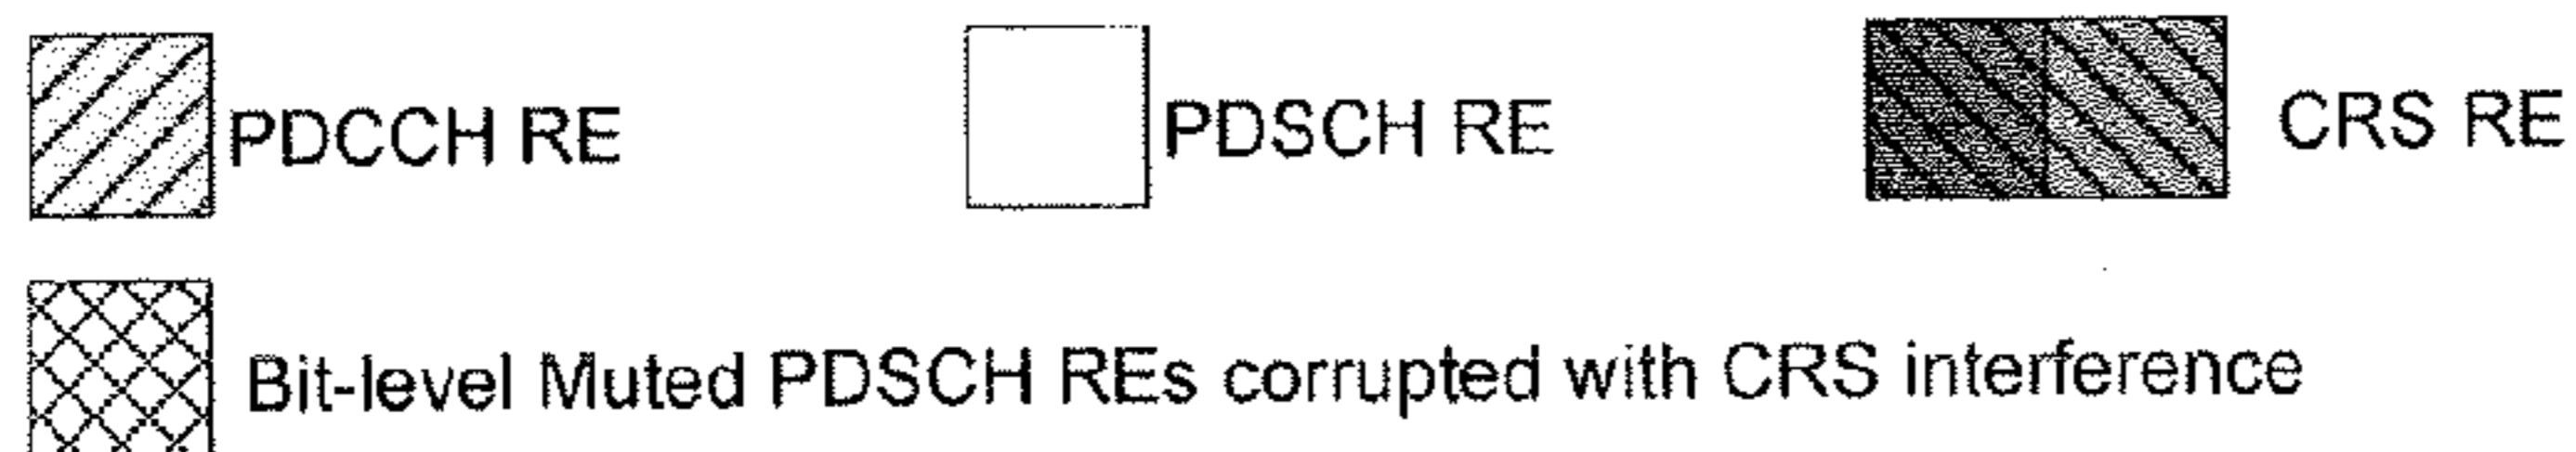 PDCCH RE PDSCH RE CRS RE
Bit-level Muted PDSCH REs corrupted with CRS interference